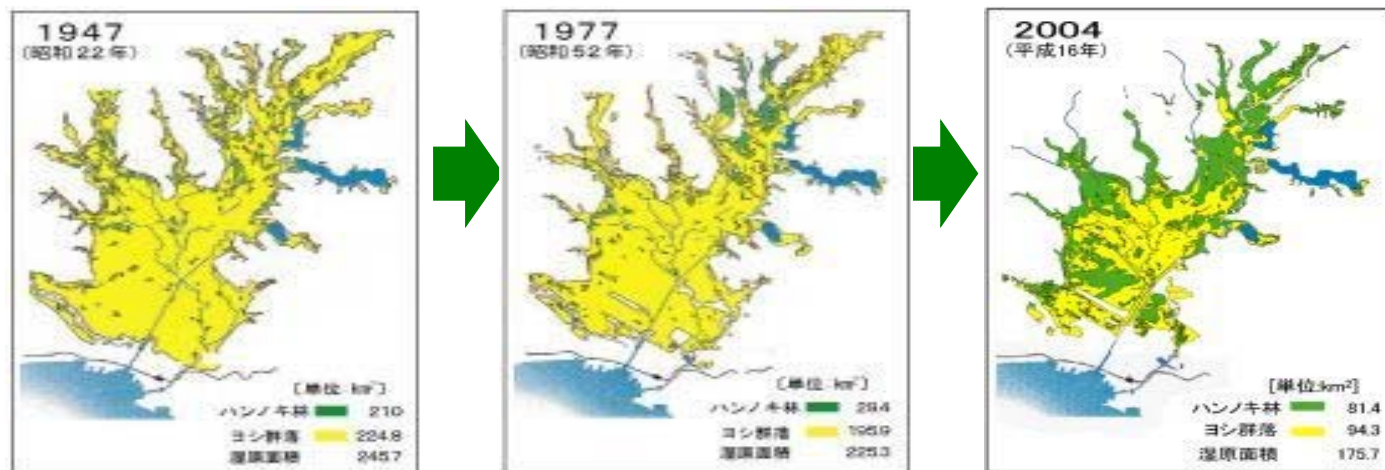 1947
(昭和22年)
[単位:km²]
ハンノキ林 21.0
ヨシ群落 224.8
湿原面積 245.7
1977
(昭和52年)
[単位:km²]
ハンノキ林 29.4
ヨシ群落 195.9
湿原面積 225.3
2004
(平成16年)
[単位:km²]
ハンノキ林 81.4
ヨシ群落 94.3
湿原面積 175.7